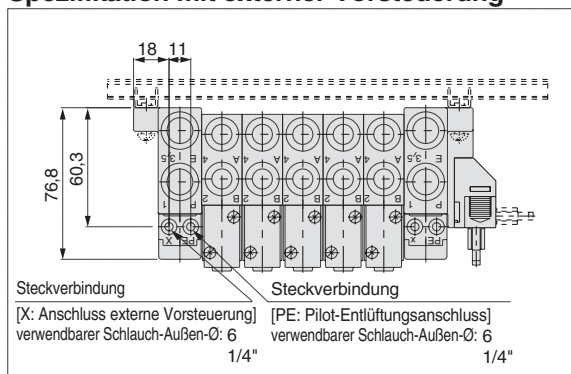 Spezifikation mit externer Vorsteuerung
18 11
76,8
60,3
E E
3,5 4 A 4 A 4 A 4 A 4 A 3,5
1 P 2 B 2 B 2 B 2 B 2 B 1 P
X PE X PE
Steckverbindung
[X: Anschluss externe Vorsteuerung]
verwendbarer Schlauch-Außen-Ø: 6
1/4"
Steckverbindung
[PE: Pilot-Entlüftungsanschluss]
verwendbarer Schlauch-Außen-Ø: 6
1/4"